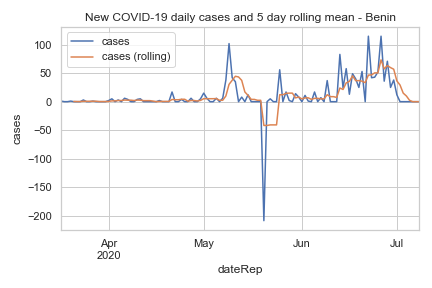 New COVID-19 daily cases and 5 day rolling mean - Benin
cases
cases (rolling)
100
50
0
−50
−100
−150
−200
cases
Apr
2020
May
Jun
Jul
dateRep